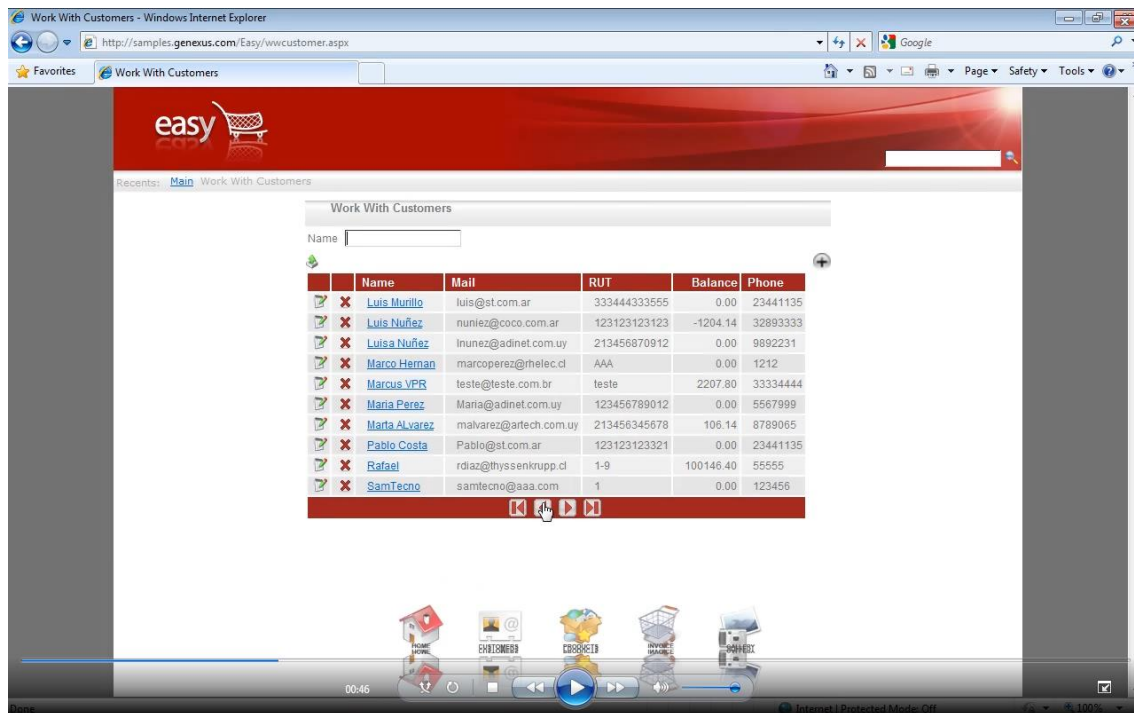 Work With Customers - Windows Internet Explorer
http://samples.genexus.com/Easy/wwcustomer.aspx
Google
Favorites Work With Customers Page Safety Tools
easy
Recents: Main Work With Customers
Work With Customers
Name
Name Mail RUT Balance Phone
Luis Murillo luis@st.com.ar 333444333555 0.00 23441135
Luis Nuñez nuniez@coco.com.ar 123123123123 -1204.14 32893333
Luisa Nuñez lnunez@adinet.com.uy 213456870912 0.00 9892231
Marco Hernan marcoperez@rhelec.cl AAA 0.00 1212
Marcus VPR teste@teste.com.br teste 2207.80 33334444
Maria Perez Maria@adinet.com.uy 123456789012 0.00 5567999
Marta ALvarez malvarez@artech.com.uy 213456345678 106.14 8789065
Pablo Costa Pablo@st.com.ar 123123123321 0.00 23441135
Rafael rdiaz@thyssenkrupp.cl 1-9 100146.40 55555
SamTecno samtecno@aaa.com 1 0.00 123456
HOME INVOICE
00:46
Done Internet | Protected Mode: Off 100%